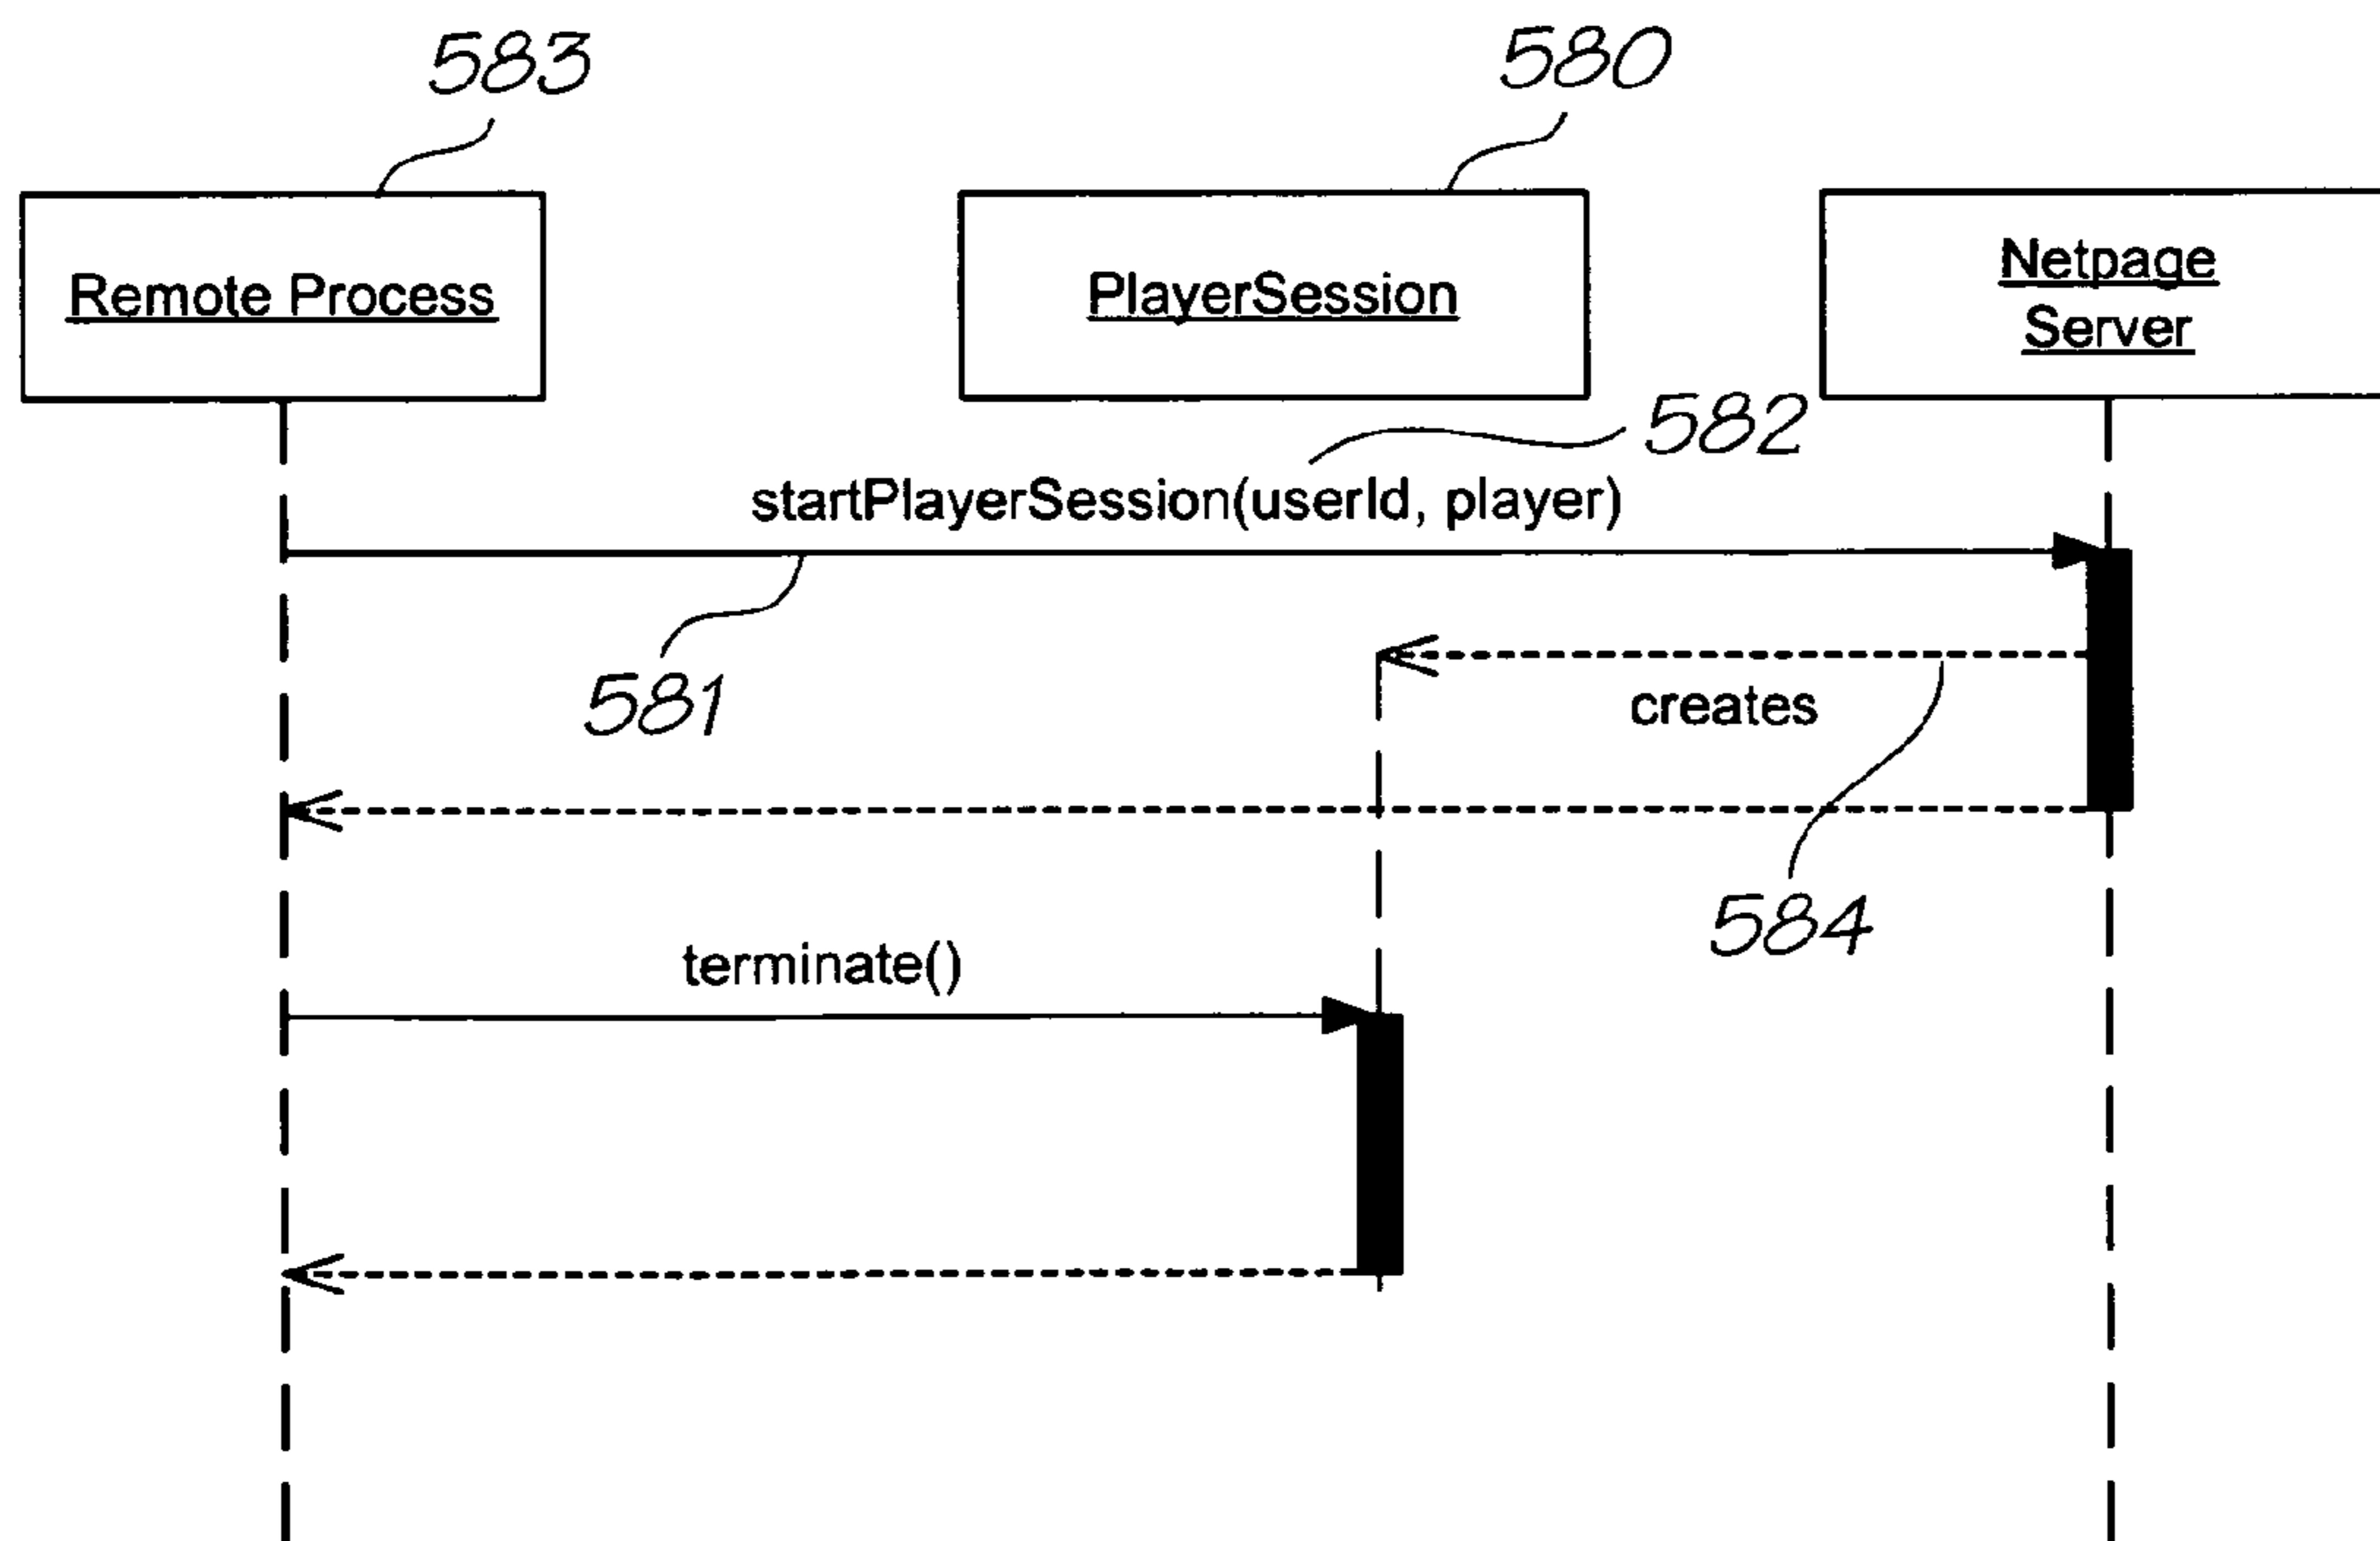 583
580
Remote Process
PlayerSession
Netpage
Server
582
startPlayerSession(userId, player)
581
creates
584
terminate()